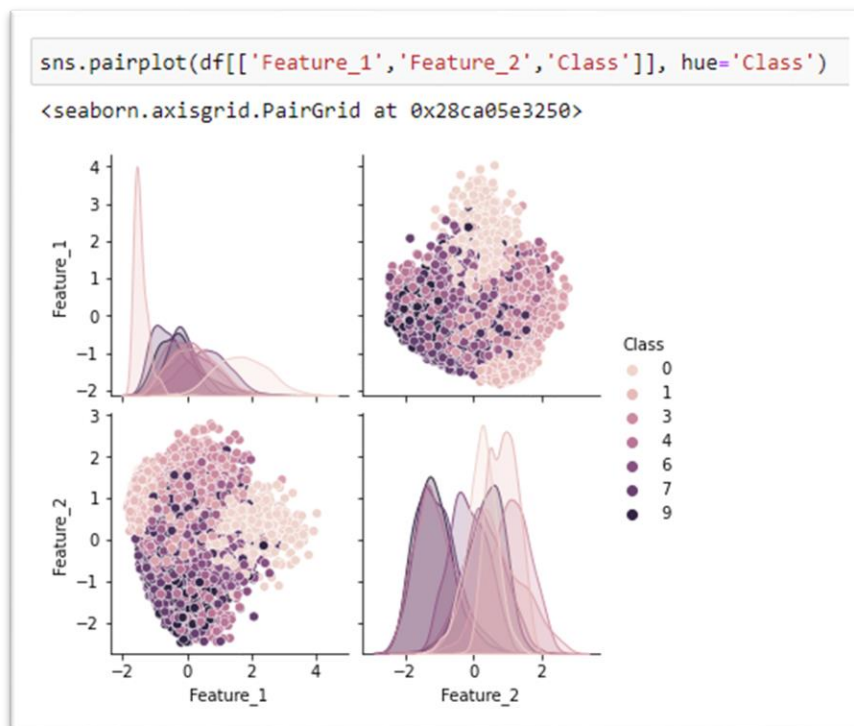 sns.pairplot(df[['Feature_1','Feature_2','Class']], hue='Class')
<seaborn.axisgrid.PairGrid at 0x28ca05e3250>
4
3
2
1
0
−1
−2
Feature_1
Class
0
1
3
4
6
7
9
3
2
1
0
−1
−2
Feature_2
−2 0 2 4
Feature_1
−2 0 2
Feature_2